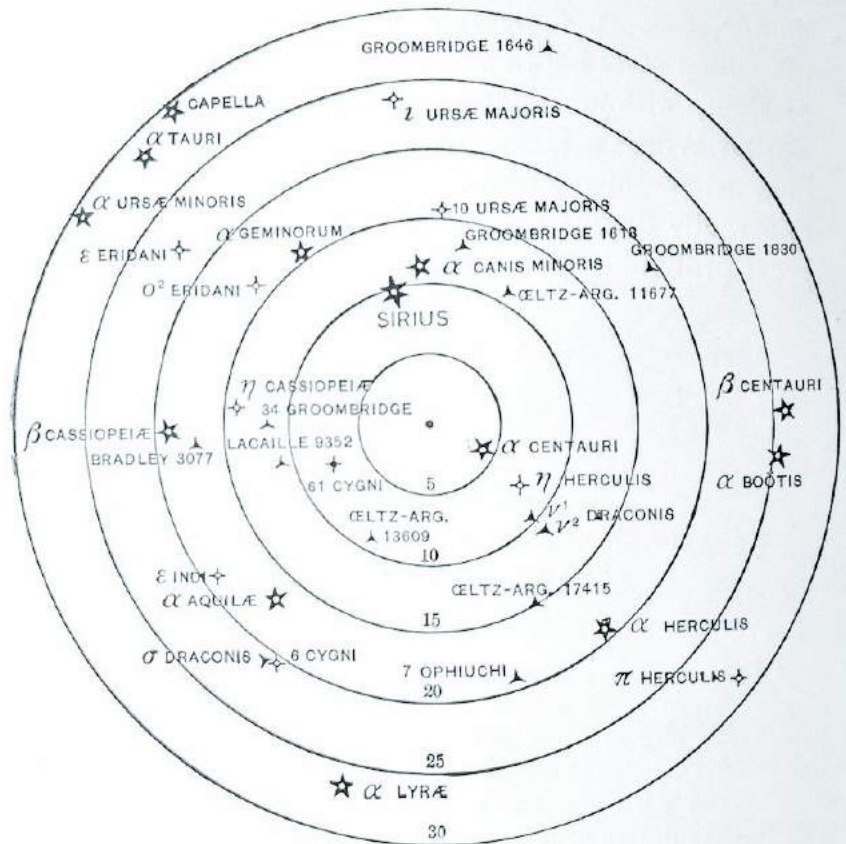 GROOMBRIDGE 1646
CAPELLA
ι URSÆ MAJORIS
α TAURI
α URSÆ MINORIS
10 URSÆ MAJORIS
α GEMINORUM
GROOMBRIDGE 1618
ε ERIDANI
GROOMBRIDGE 1830
α CANIS MINORIS
O² ERIDANI
ŒLTZ-ARG. 11677
SIRIUS
η CASSIOPEIÆ
β CENTAURI
34 GROOMBRIDGE
β CASSIOPEIÆ
LACAILLE 9352
α CENTAURI
BRADLEY 3077
η HERCULIS
α BOÖTIS
61 CYGNI
5
ν¹
ν² DRACONIS
ŒLTZ-ARG.
13609
10
ε INDI
α AQUILÆ
ŒLTZ-ARG. 17415
15
α HERCULIS
σ DRACONIS
6 CYGNI
7 OPHIUCHI
π HERCULIS
20
25
α LYRÆ
30